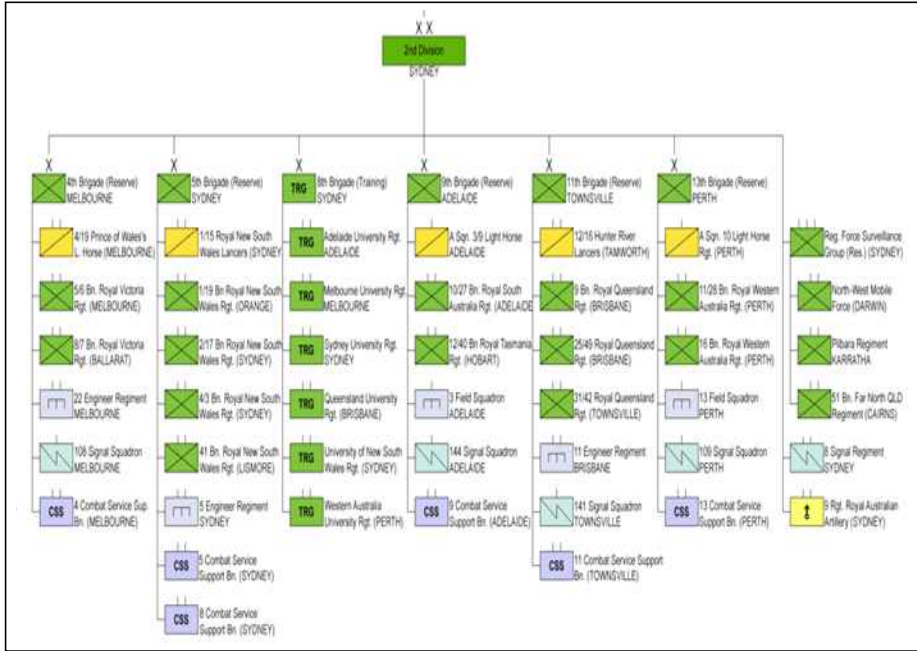 X X
2nd Division
SYDNEY
X
4th Brigade (Reserve)
MELBOURNE
4/19 Prince of Wales's
L. Horse (MELBOURNE)
5/6 Bn. Royal Victoria
Rgt. (MELBOURNE)
8/7 Bn. Royal Victoria
Rgt. (BALLARAT)
22 Engineer Regiment
MELBOURNE
108 Signal Squadron
MELBOURNE
CSS
4 Combat Service Sup.
Bn. (MELBOURNE)
X
5th Brigade (Reserve)
SYDNEY
1/15 Royal New South
Wales Lancers (SYDNEY
1/19 Bn Royal New South
Wales Rgt. (ORANGE)
2/17 Bn Royal New South
Wales Rgt. (SYDNEY)
4/3 Bn. Royal New South
Wales Rgt. (SYDNEY)
41 Bn. Royal New South
Wales Rgt. (LISMORE)
5 Engineer Regiment
SYDNEY
CSS
5 Combat Service
Support Bn. (SYDNEY)
CSS
8 Combat Service
Support Bn. (SYDNEY)
X
TRG
8th Brigade (Training)
SYDNEY
TRG
Adelaide University Rgt.
ADELAIDE
TRG
Melbourne University Rgt.
MELBOURNE
TRG
Sydney University Rgt.
SYDNEY
TRG
Queensland University
Rgt. (BRISBANE)
TRG
University of New South
Wales Rgt. (SYDNEY)
TRG
Western Australia
University Rgt. (PERTH)
X
9th Brigade (Reserve)
ADELAIDE
A Sqn. 3/9 Light Horse
ADELAIDE
10/27 Bn. Royal South
Australia Rgt. (ADELAIDE
12/40 Bn Royal Tasmania
Rgt. (HOBART)
3 Field Squadron
ADELAIDE
144 Signal Squadron
ADELAIDE
CSS
9 Combat Service
Support Bn. (ADELAIDE)
X
11th Brigade (Reserve)
TOWNSVILLE
12/16 Hunter River
Lancers (TAMWORTH)
9 Bn. Royal Queensland
Rgt. (BRISBANE)
25/49 Royal Queensland
Rgt. (BRISBANE)
31/42 Royal Queensland
Rgt. (TOWNSVILLE)
11 Engineer Regiment
BRISBANE
141 Signal Squadron
TOWNSVILLE
CSS
11 Combat Service Support
Bn. (TOWNSVILLE)
X
13th Brigade (Reserve)
PERTH
A Sqn. 10 Light Horse
Rgt. (PERTH)
11/28 Bn. Royal Western
Australia Rgt. (PERTH)
16 Bn. Royal Western
Australia Rgt. (PERTH)
13 Field Squadron
PERTH
109 Signal Squadron
PERTH
CSS
13 Combat Service
Support Bn. (PERTH)
Reg. Force Surveillance
Group (Res.) (SYDNEY)
North-West Mobile
Force (DARWIN)
Pilbara Regiment
KARRATHA
51 Bn. Far North QLD
Regiment (CAIRNS)
8 Signal Regiment
SYDNEY
9 Rgt. Royal Australian
Artillery (SYDNEY)